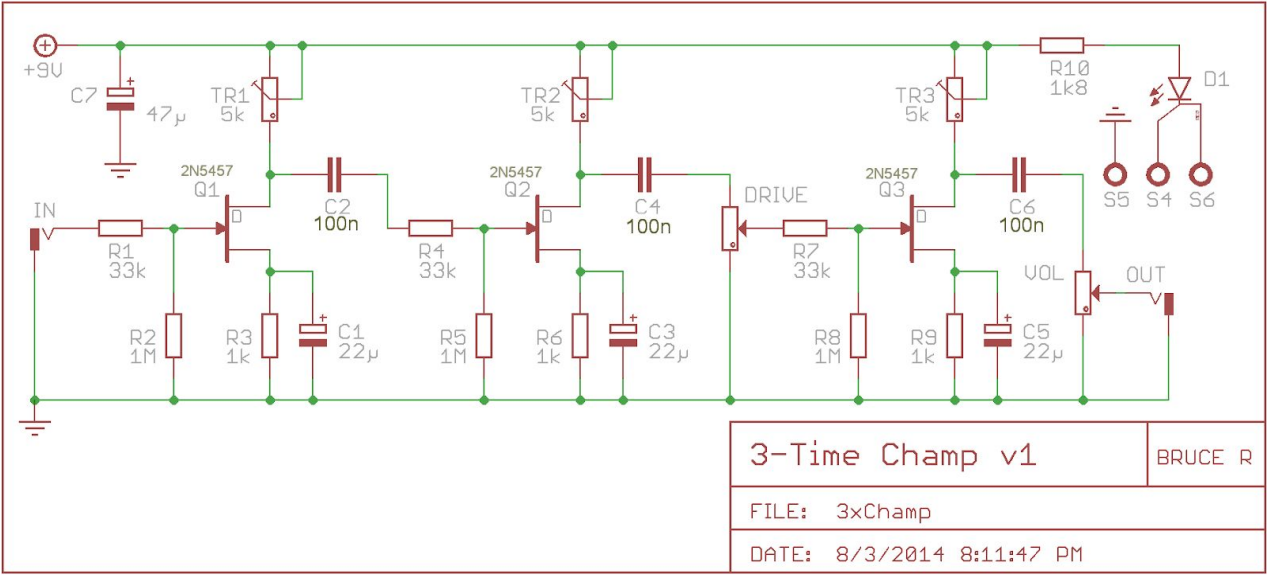 +9V
C7
47µ
TR1
5k
TR2
5k
TR3
5k
R10
1k8
D1
S5
S4
S6
2N5457
Q1
D
C2
100n
2N5457
Q2
D
C4
100n
DRIVE
2N5457
Q3
D
C6
100n
IN
R1
33k
R4
33k
R7
33k
VOL
OUT
R2
1M
R3
1k
+
C1
22µ
R5
1M
R6
1k
+
C3
22µ
R8
1M
R9
1k
+
C5
22µ
+
3-Time Champ v1
BRUCE R
FILE: 3xChamp
DATE: 8/3/2014 8:11:47 PM